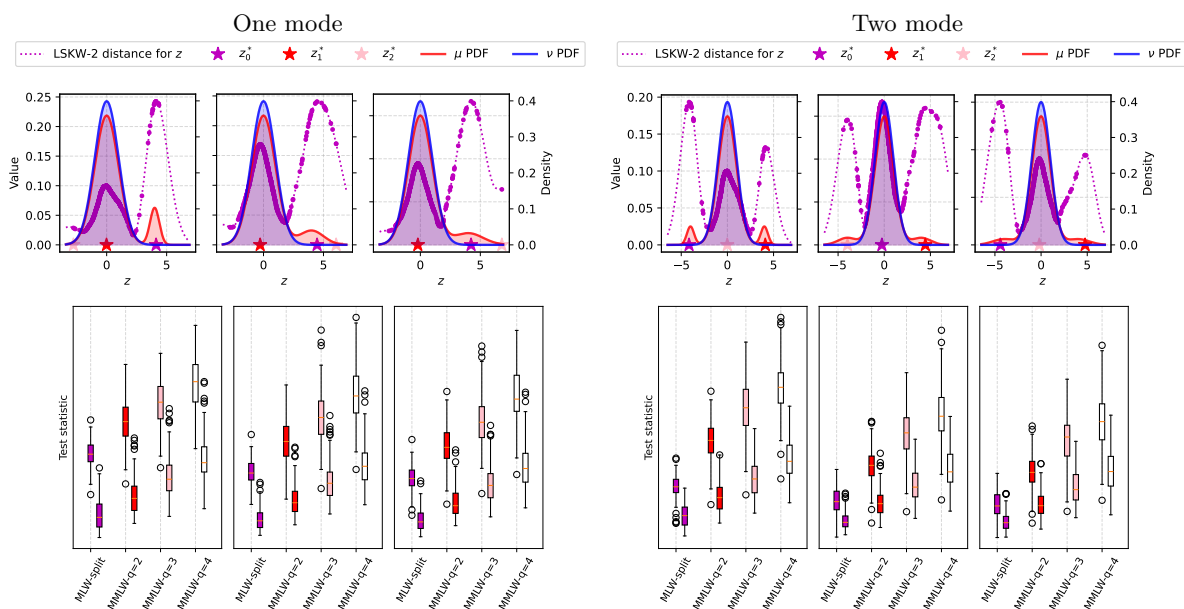 One mode
LSKW-2 distance for z z₀* z₁* z₂* μ PDF ν PDF
Value
0.25
0.20
0.15
0.10
0.05
0.00
0 5
z
0 5
z
0 5
z
0.4
0.3
0.2
0.1
0.0
Density
Test statistic
MLW-split MMLW-q=2 MMLW-q=3 MMLW-q=4
MLW-split MMLW-q=2 MMLW-q=3 MMLW-q=4
MLW-split MMLW-q=2 MMLW-q=3 MMLW-q=4
Two mode
LSKW-2 distance for z z₀* z₁* z₂* μ PDF ν PDF
Value
0.20
0.15
0.10
0.05
0.00
−5 0 5
z
−5 0 5
z
−5 0 5
z
0.4
0.3
0.2
0.1
0.0
Density
Test statistic
MLW-split MMLW-q=2 MMLW-q=3 MMLW-q=4
MLW-split MMLW-q=2 MMLW-q=3 MMLW-q=4
MLW-split MMLW-q=2 MMLW-q=3 MMLW-q=4